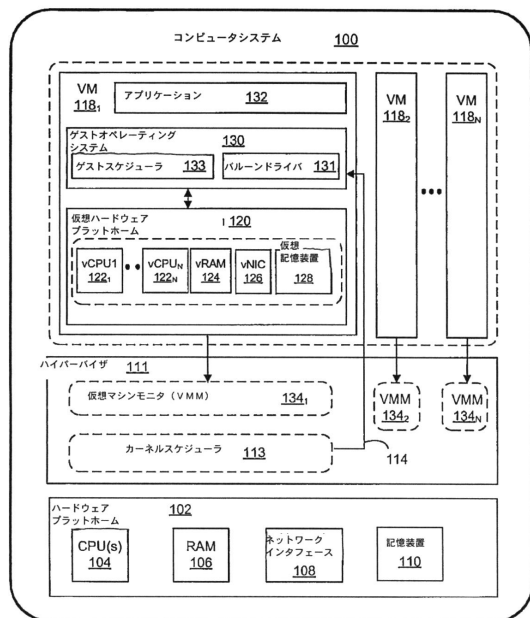 コンピュータシステム 100
VM
118₁
アプリケーション 132
ゲストオペレーティング
システム 130
ゲストスケジューラ 133
バルーンドライバ 131
仮想ハードウェア
プラットホーム 120
vCPU1
122₁
vCPU_N
122_N
vRAM
124
vNIC
126
仮想
記憶装置
128
VM
118₂
VM
118_N
ハイパーバイザ 111
仮想マシンモニタ(VMM) 134₁
VMM
134₂
VMM
134_N
カーネルスケジューラ 113
114
ハードウェア
プラットホーム 102
CPU(s)
104
RAM
106
ネットワーク
インタフェース
108
記憶装置
110